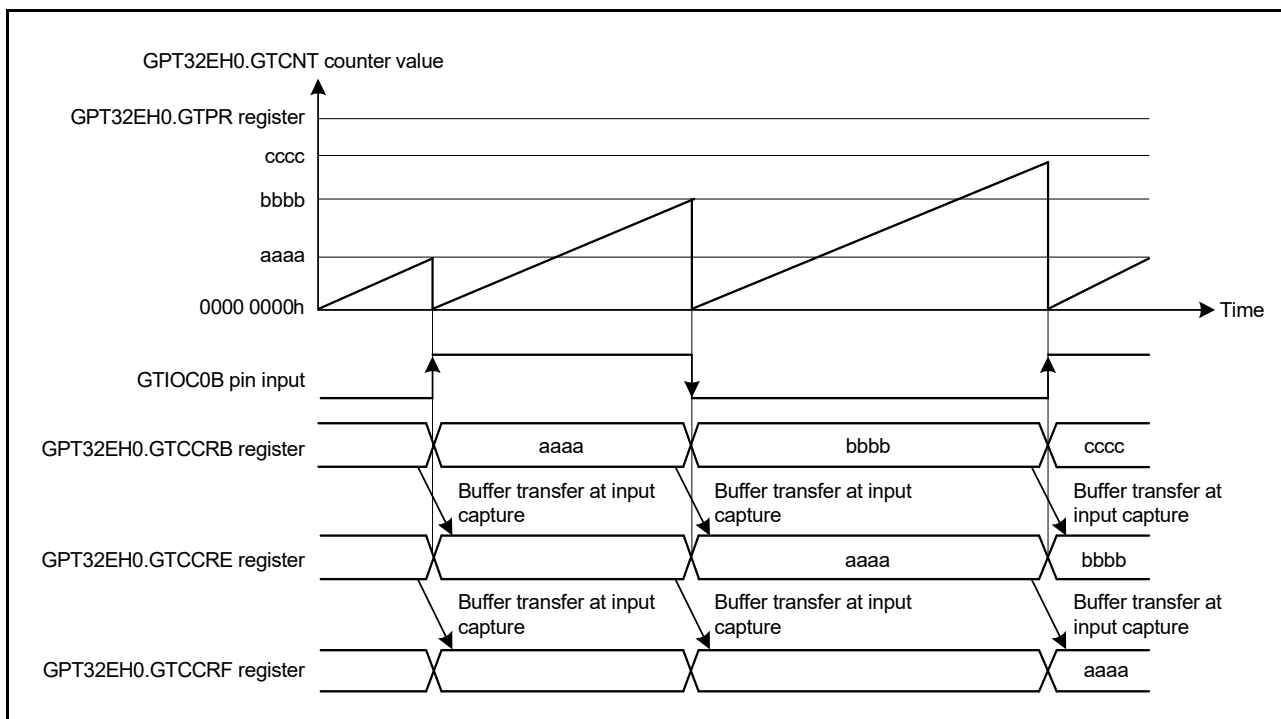 GPT32EH0.GTCNT counter value
GPT32EH0.GTPR register
cccc
bbbb
aaaa
0000 0000h
Time
GTIOC0B pin input
GPT32EH0.GTCCRB register
aaaa
bbbb
cccc
Buffer transfer at input
capture
Buffer transfer at input
capture
Buffer transfer at
input capture
GPT32EH0.GTCCRE register
aaaa
bbbb
Buffer transfer at input
capture
Buffer transfer at input
capture
Buffer transfer at
input capture
GPT32EH0.GTCCRF register
aaaa